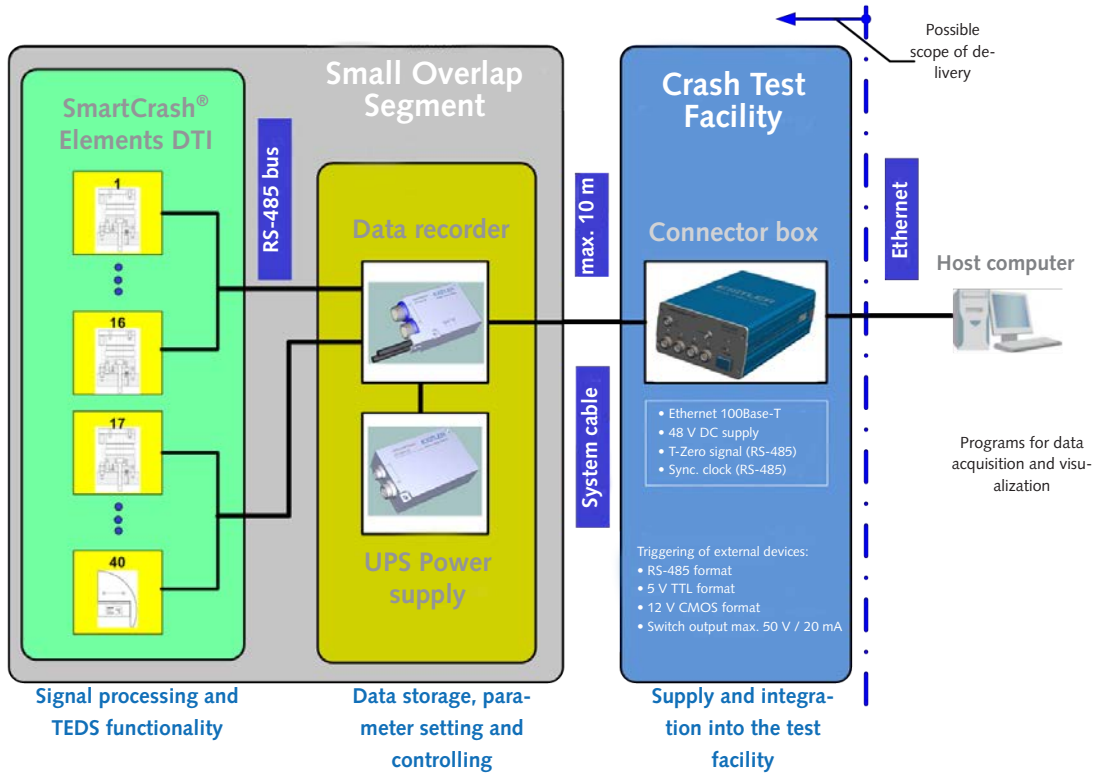 Possible
scope of de-
livery
Small Overlap
Segment
Crash Test
Facility
SmartCrash®
Elements DTI
RS-485 bus
1
16
17
40
Data recorder
UPS Power
supply
max. 10 m
System cable
Connector box
KISTLER
• Ethernet 100Base-T
• 48 V DC supply
• T-Zero signal (RS-485)
• Sync. clock (RS-485)
Triggering of external devices:
• RS-485 format
• 5 V TTL format
• 12 V CMOS format
• Switch output max. 50 V / 20 mA
Ethernet
Host computer
Programs for data
acquisition and visu-
alization
Signal processing and
TEDS functionality
Data storage, para-
meter setting and
controlling
Supply and integra-
tion into the test
facility